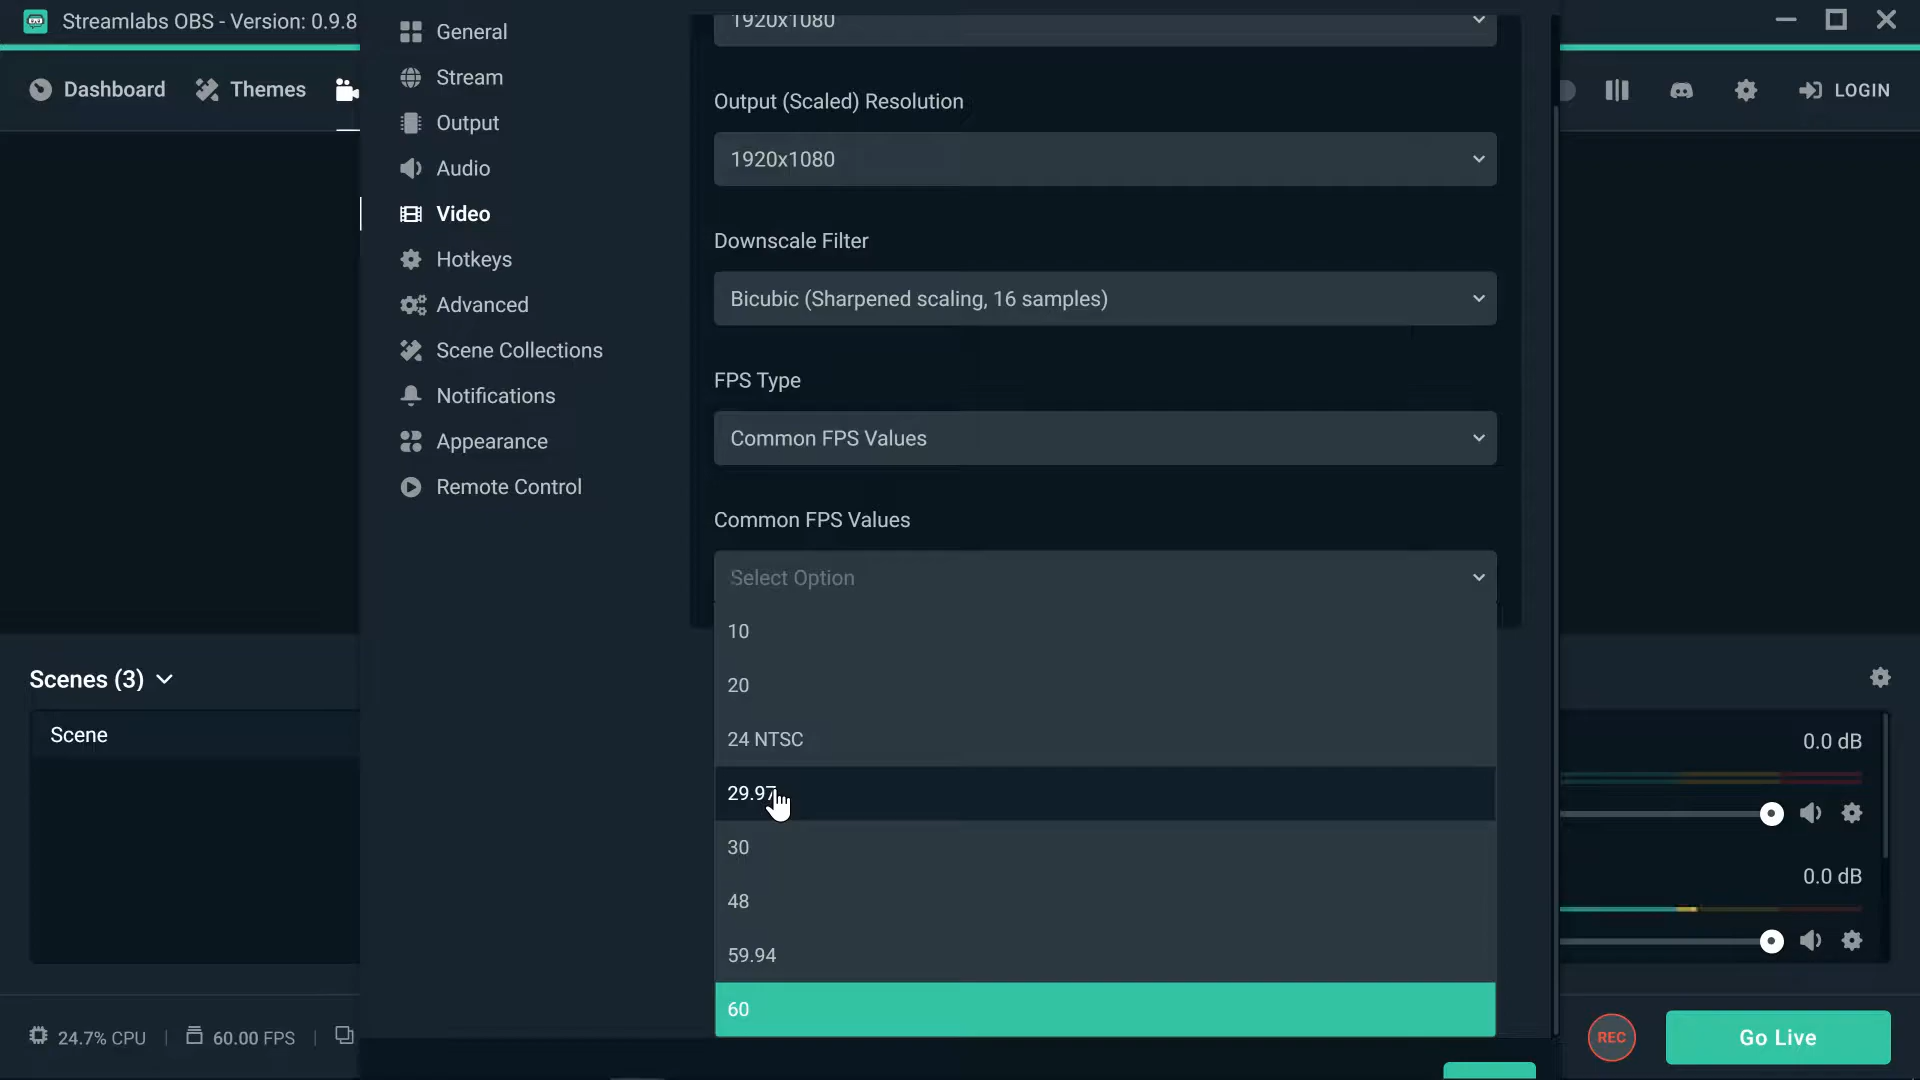 Streamlabs OBS - Version: 0.9.8
Dashboard
Themes
LOGIN
General
Stream
Output
Audio
Video
Hotkeys
Advanced
Scene Collections
Notifications
Appearance
Remote Control
1920x1080
Output (Scaled) Resolution
1920x1080
Downscale Filter
Bicubic (Sharpened scaling, 16 samples)
FPS Type
Common FPS Values
Common FPS Values
Select Option
10
20
24 NTSC
29.97
30
48
59.94
60
Scenes (3)
Scene
0.0 dB
0.0 dB
24.7% CPU
60.00 FPS
REC
Go Live